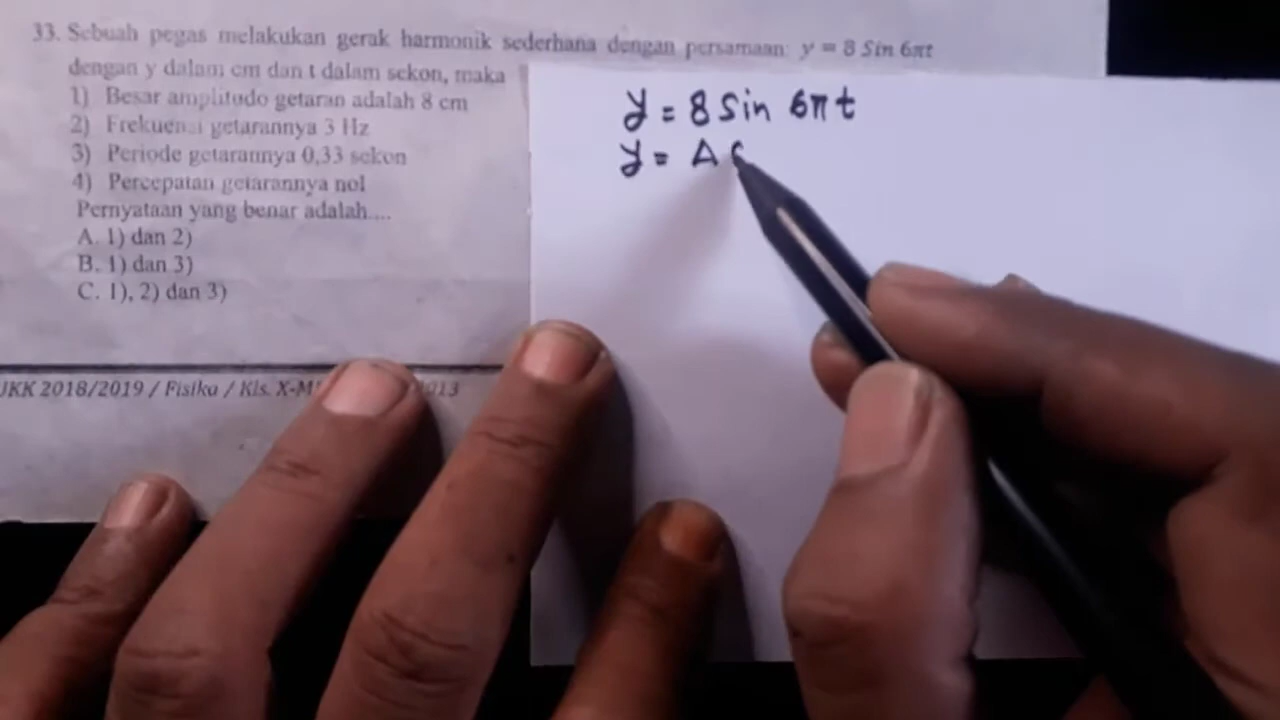 33. Sebuah pegas melakukan gerak harmonik sederhana dengan persamaan: y = 8 Sin 6πt
dengan y dalam cm dan t dalam sekon, maka
1) Besar amplitudo getaran adalah 8 cm
2) Frekuensi getarannya 3 Hz
3) Periode getarannya 0,33 sekon
4) Percepatan getarannya nol
Pernyataan yang benar adalah....
A. 1) dan 2)
B. 1) dan 3)
C. 1), 2) dan 3)
2018/2019 / Fisika / Kls.
y = 8 Sin 6π t
y = A